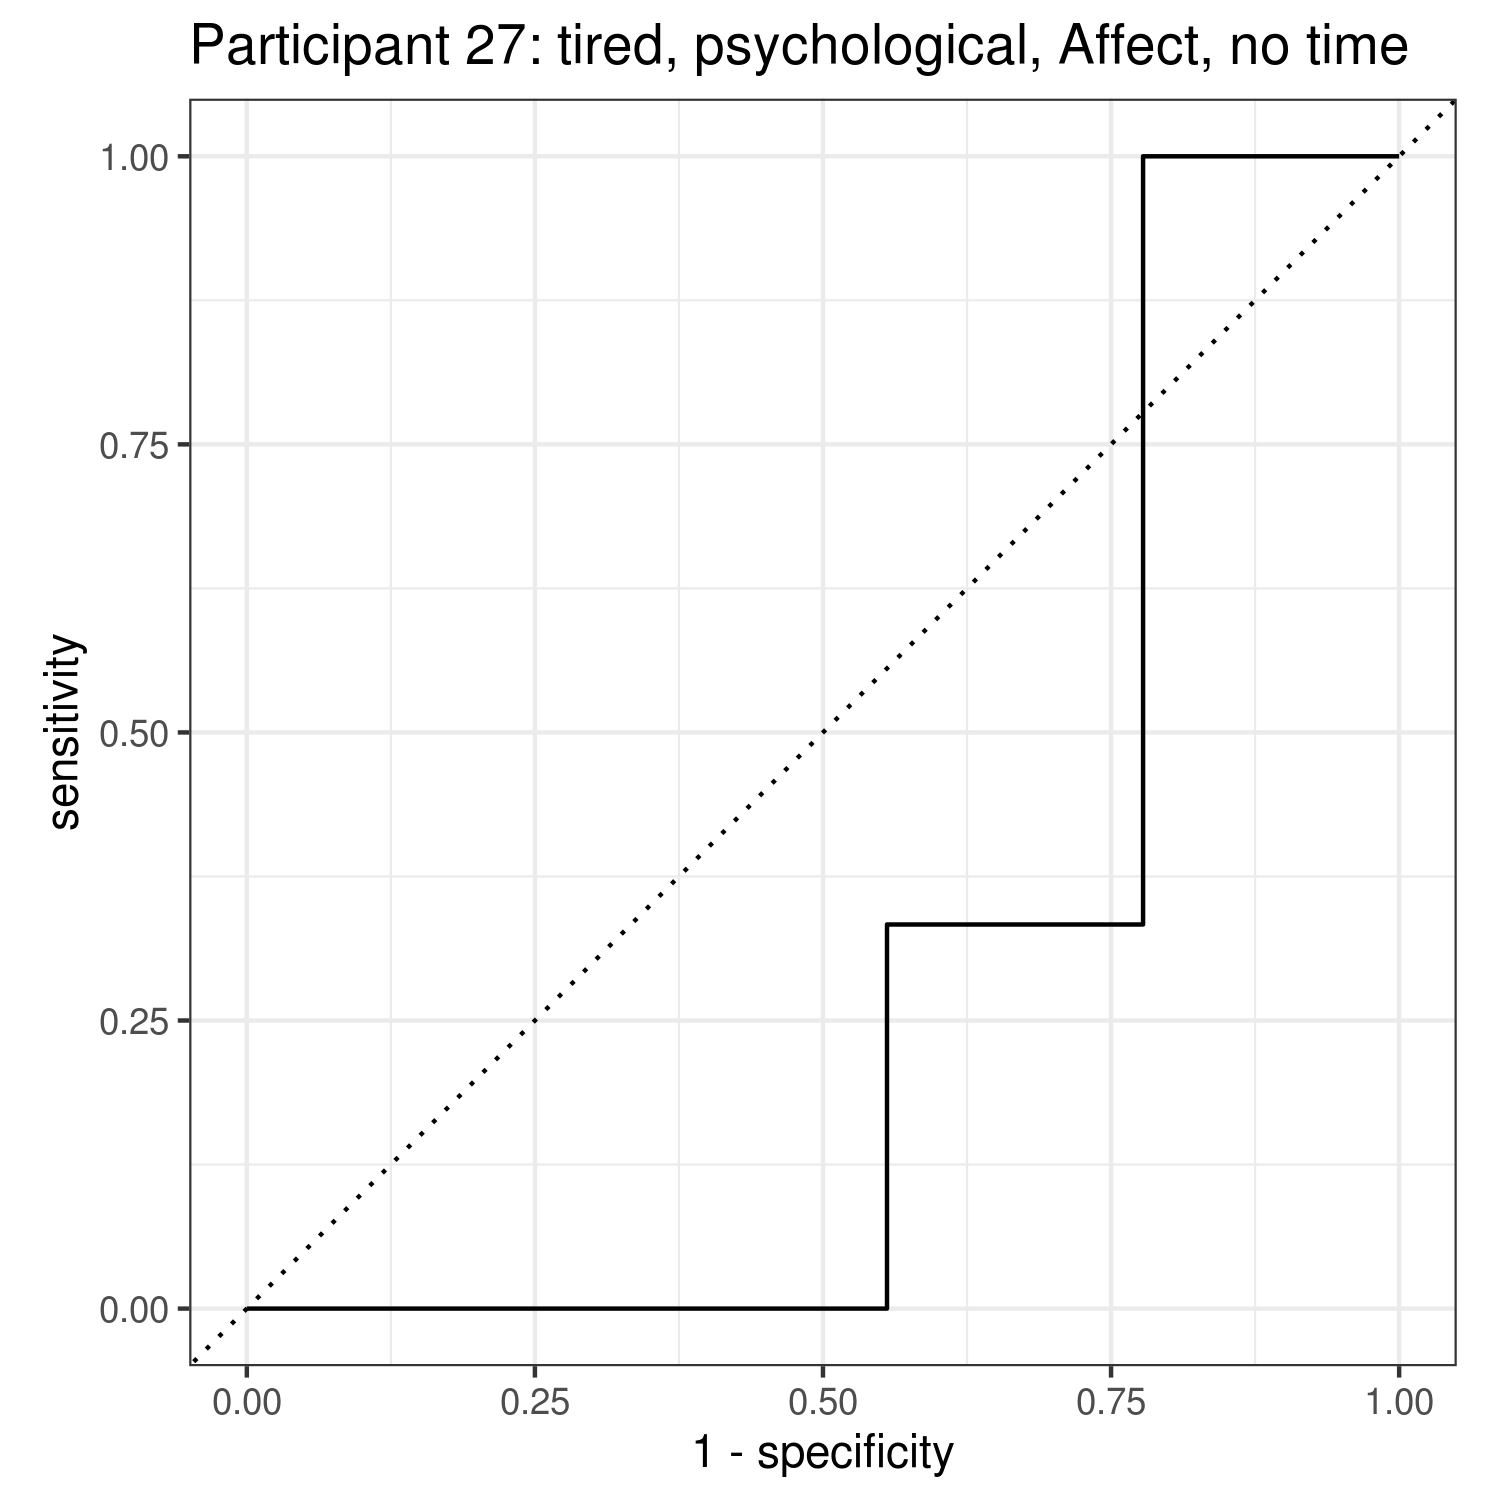 Participant 27: tired, psychological, Affect, no time
1.00
0.75
0.50
0.25
0.00
sensitivity
0.00 0.25 0.50 0.75 1.00
1 - specificity